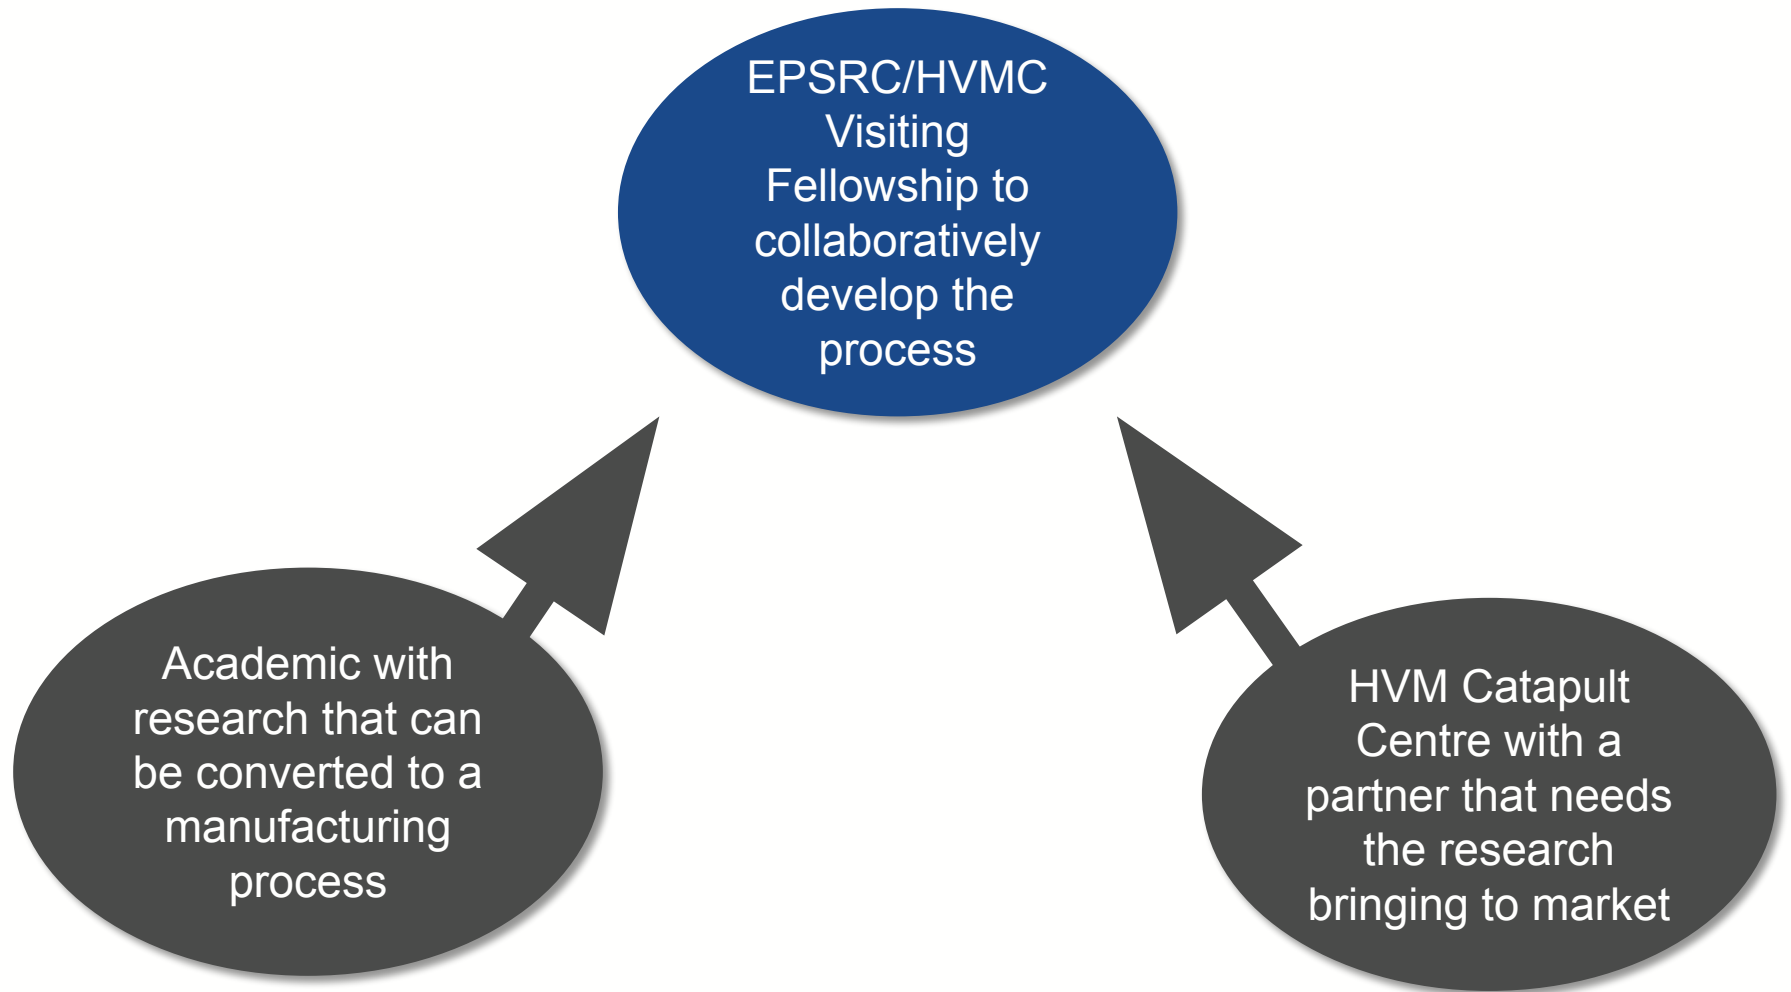 EPSRC/HVMC
Visiting
Fellowship to
collaboratively
develop the
process
Academic with
research that can
be converted to a
manufacturing
process
HVM Catapult
Centre with a
partner that needs
the research
bringing to market